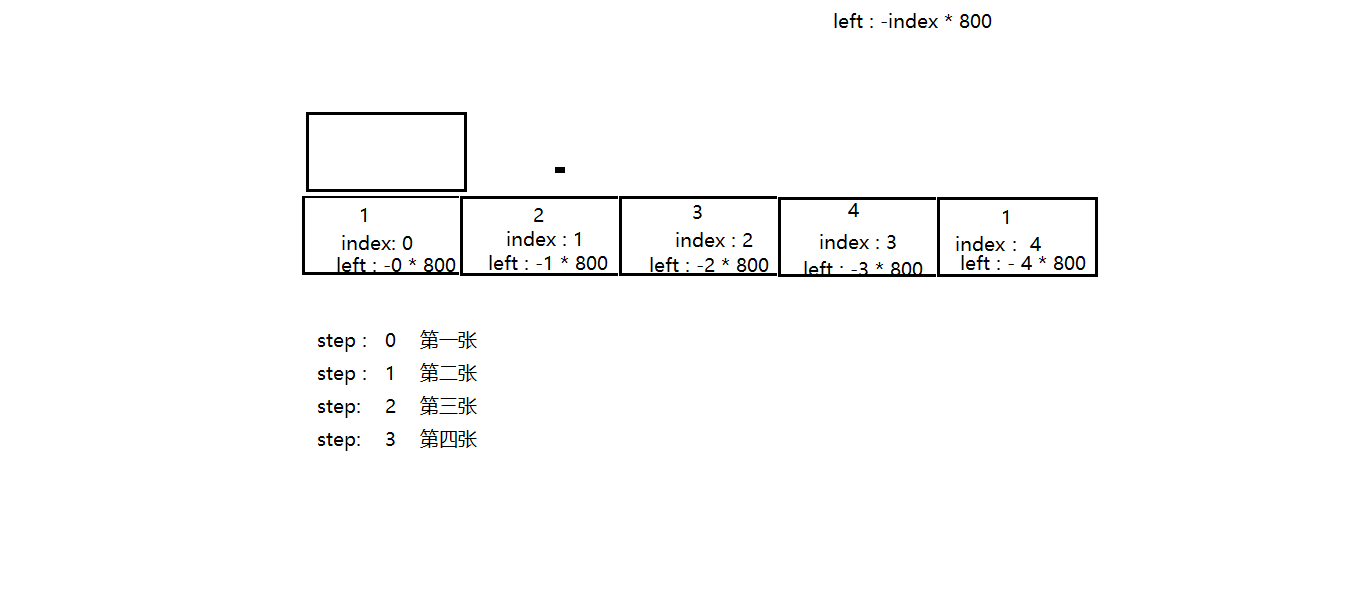 left : -index * 800
1
index: 0
left : -0 * 800
2
index : 1
left : -1 * 800
3
index : 2
left : -2 * 800
4
index : 3
left : -3 * 800
1
index :  4
left : - 4 * 800
step :   0   第一张
step :   1   第二张
step:   2   第三张
step:   3   第四张